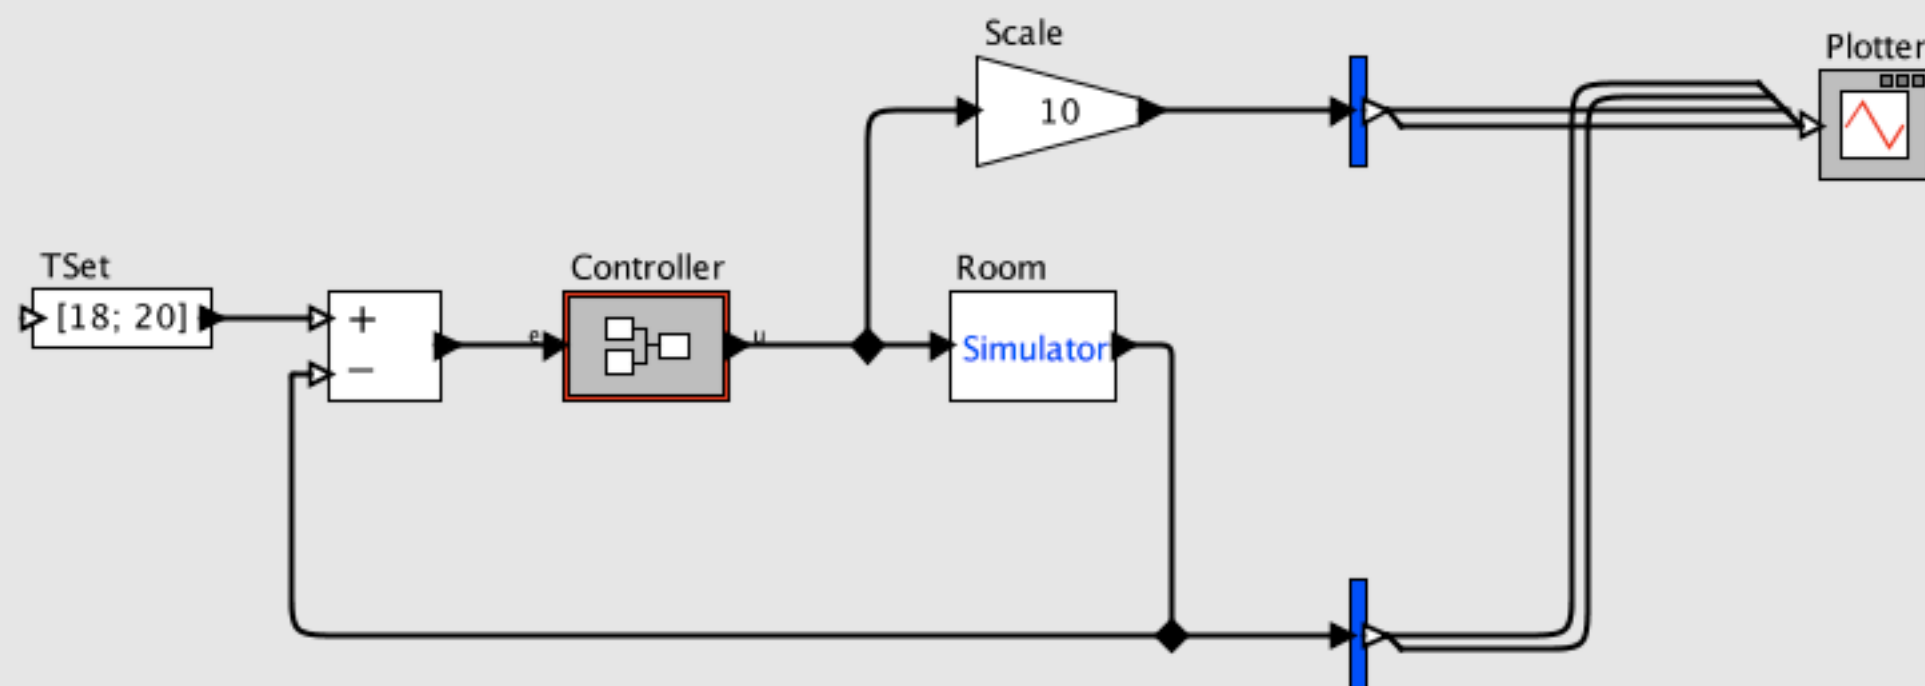 Scale
Plotter
10
TSet
Controller
Room
[18; 20]
+
e
u
Simulator
−